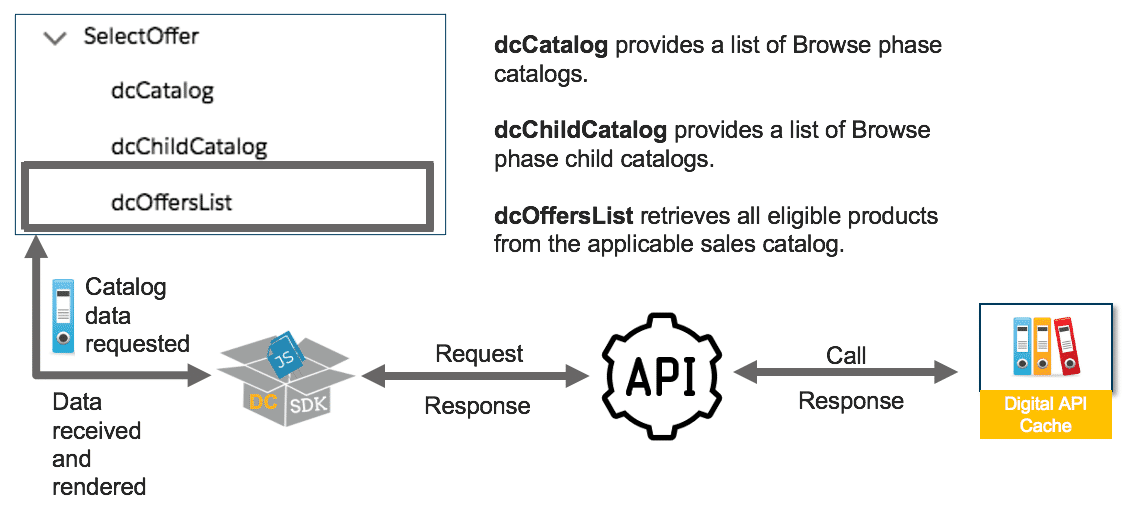 SelectOffer
dcCatalog
dcChildCatalog
dcOffersList
dcCatalog provides a list of Browse phase
catalogs.
dcChildCatalog provides a list of Browse
phase child catalogs.
dcOffersList retrieves all eligible products
from the applicable sales catalog.
Catalog
data
requested
Data
received
and
rendered
JS
DC
SDK
Request
Response
API
Call
Response
Digital API
Cache